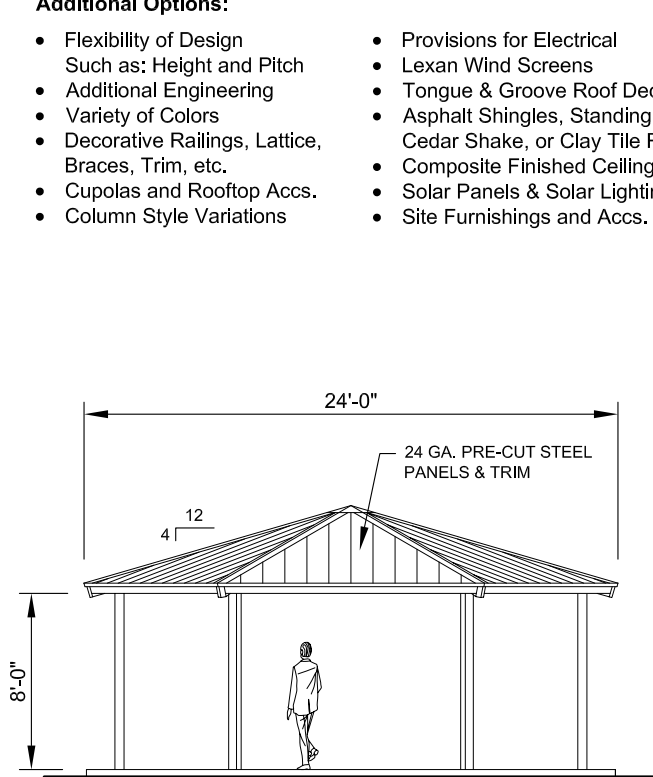 Additional Options:
• Flexibility of Design
Such as: Height and Pitch
• Additional Engineering
• Variety of Colors
• Decorative Railings, Lattice,
Braces, Trim, etc.
• Cupolas and Rooftop Accs.
• Column Style Variations
• Provisions for Electrical
• Lexan Wind Screens
• Tongue & Groove Roof
• Asphalt Shingles, Standing
Cedar Shake, or Clay Tile
• Composite Finished Ceiling
• Solar Panels & Solar
• Site Furnishings and Accs.
24'-0"
24 GA. PRE-CUT STEEL
PANELS & TRIM
12
4
8'-0"